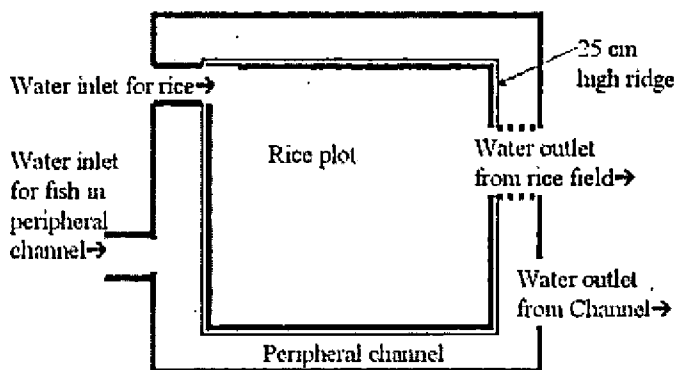 25 cm
high ridge
Water inlet for rice→
Rice plot
Water inlet
for fish in
peripheral
channel→
Water outlet
from rice field→
Water outlet
from Channel→
Peripheral channel